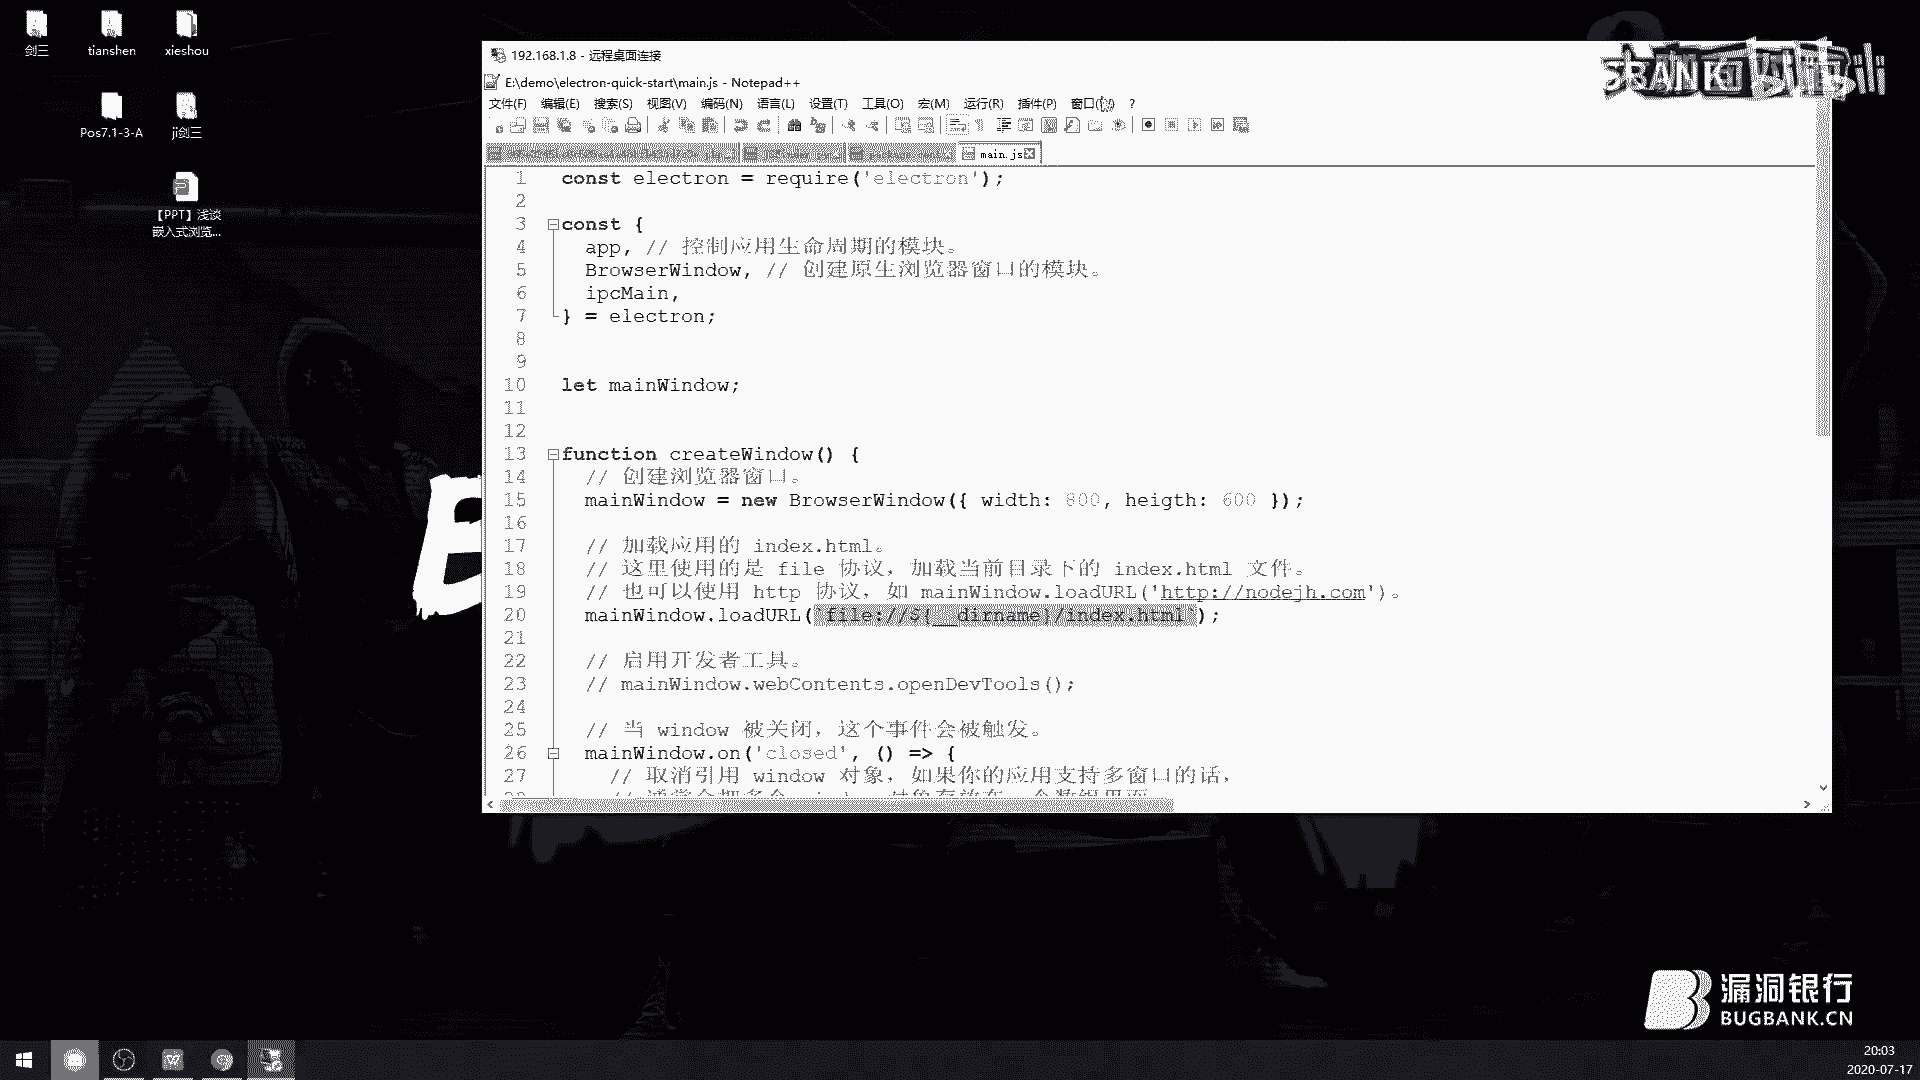 剑三
tianshen
xieshou
Pos7.1-3-A
ji剑三
【PPT】浅谈
嵌入式浏览...
192.168.1.8 - 远程桌面连接
E:\demo\electron-quick-start\main.js - Notepad++
文件(F) 编辑(E) 搜索(S) 视图(V) 编码(N) 语言(L) 设置(T) 工具(O) 宏(M) 运行(R) 插件(P) 窗口 ?
main.js
1 const electron = require('electron');
2
3 const {
4 app, // 控制应用生命周期的模块。
5 BrowserWindow, // 创建原生浏览器窗口的模块。
6 ipcMain,
7 } = electron;
8
9
10 let mainWindow;
11
12
13 function createWindow() {
14 // 创建浏览器窗口。
15 mainWindow = new BrowserWindow({ width: 800, heigth: 600 });
16
17 // 加载应用的 index.html。
18 // 这里使用的是 file 协议，加载当前目录下的 index.html 文件。
19 // 也可以使用 http 协议，如 mainWindow.loadURL('http://nodejh.com')。
20 mainWindow.loadURL(`file://${__dirname}/index.html`);
21
22 // 启用开发者工具。
23 // mainWindow.webContents.openDevTools();
24
25 // 当 window 被关闭，这个事件会被触发。
26 mainWindow.on('closed', () => {
27 // 取消引用 window 对象，如果你的应用支持多窗口的话，
漏洞银行
BUGBANK.CN
20:03
2020-07-17